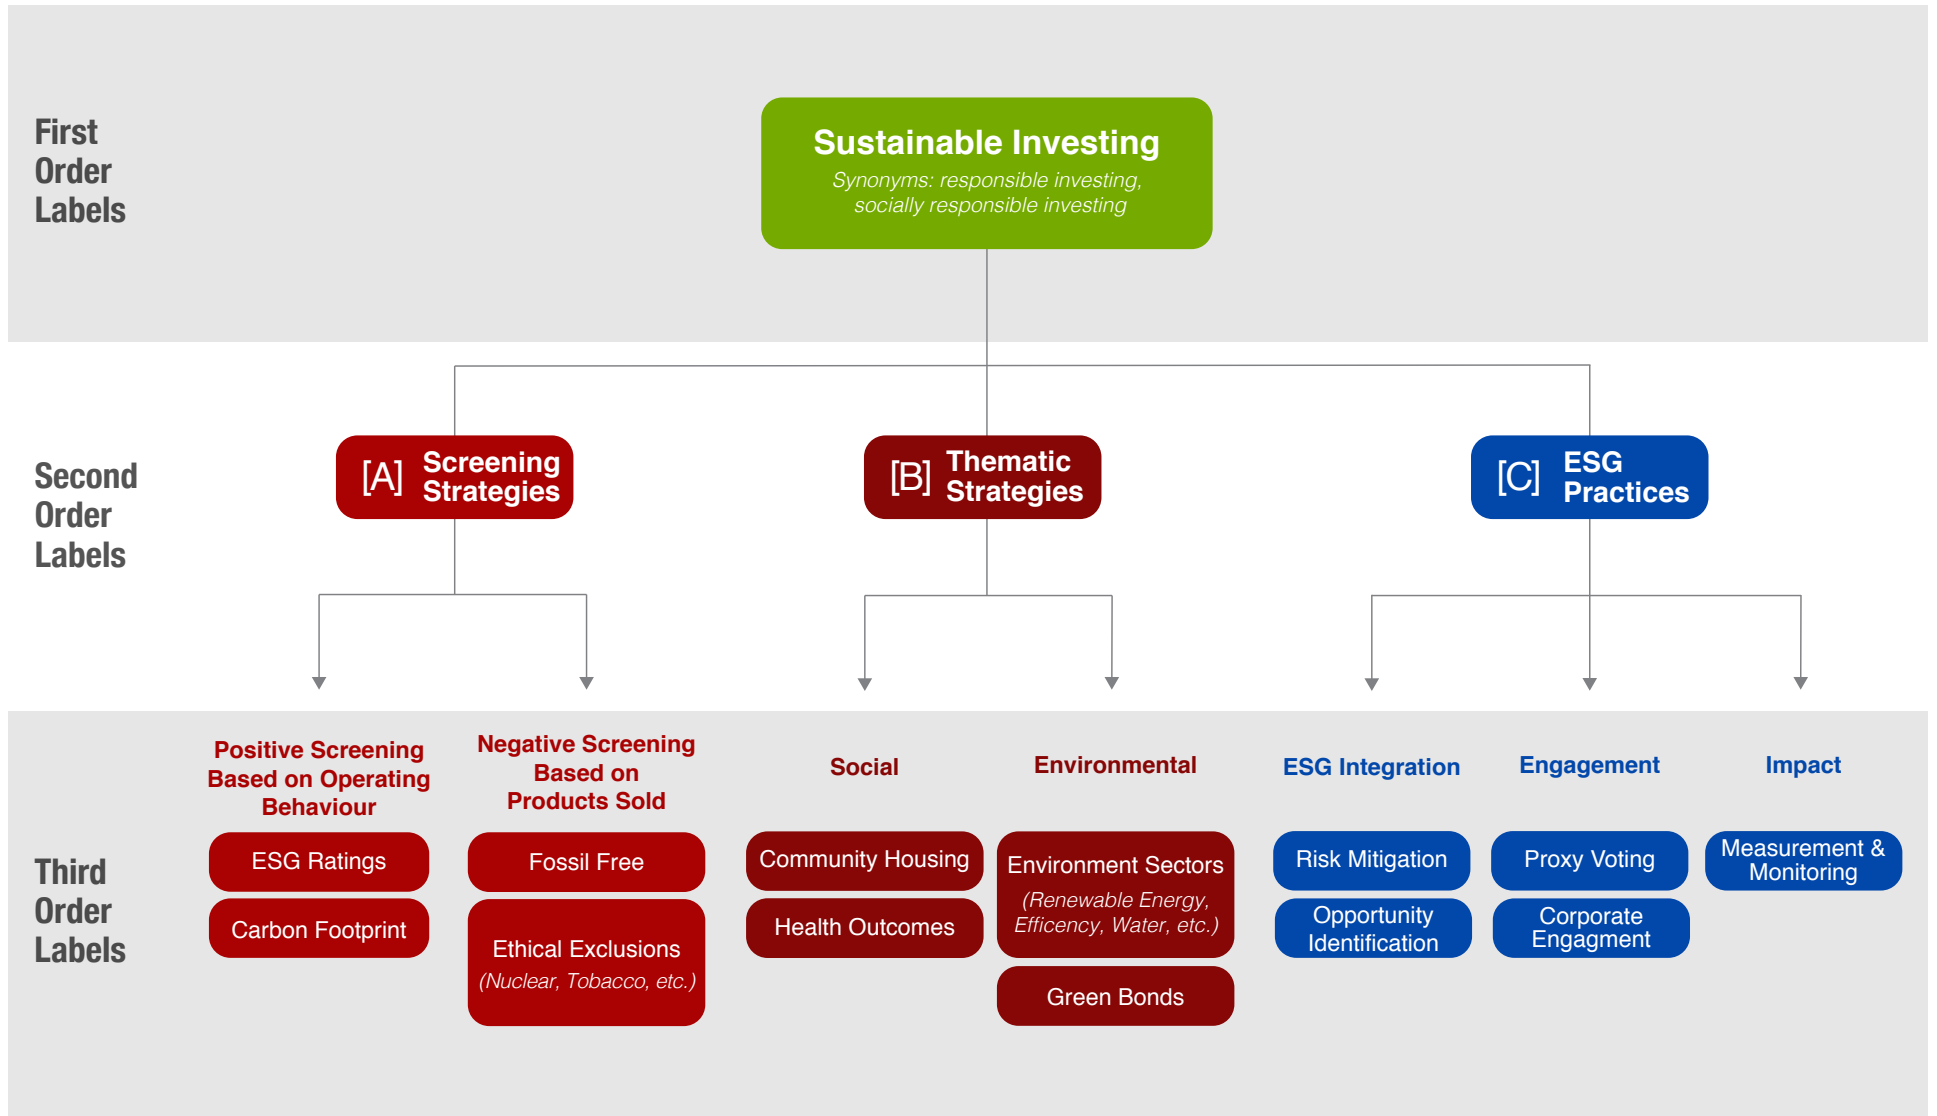 First
Order
Labels
Sustainable Investing
Synonyms: responsible investing,
socially responsible investing
Second
Order
Labels
[A] Screening
Strategies
[B] Thematic
Strategies
[C] ESG
Practices
Third
Order
Labels
Positive Screening
Based on Operating
Behaviour
ESG Ratings
Carbon Footprint
Negative Screening
Based on
Products Sold
Fossil Free
Ethical Exclusions
(Nuclear, Tobacco, etc.)
Social
Community Housing
Health Outcomes
Environmental
Environment Sectors
(Renewable Energy,
Efficency, Water, etc.)
Green Bonds
ESG Integration
Risk Mitigation
Opportunity
Identification
Engagement
Proxy Voting
Corporate
Engagment
Impact
Measurement &
Monitoring